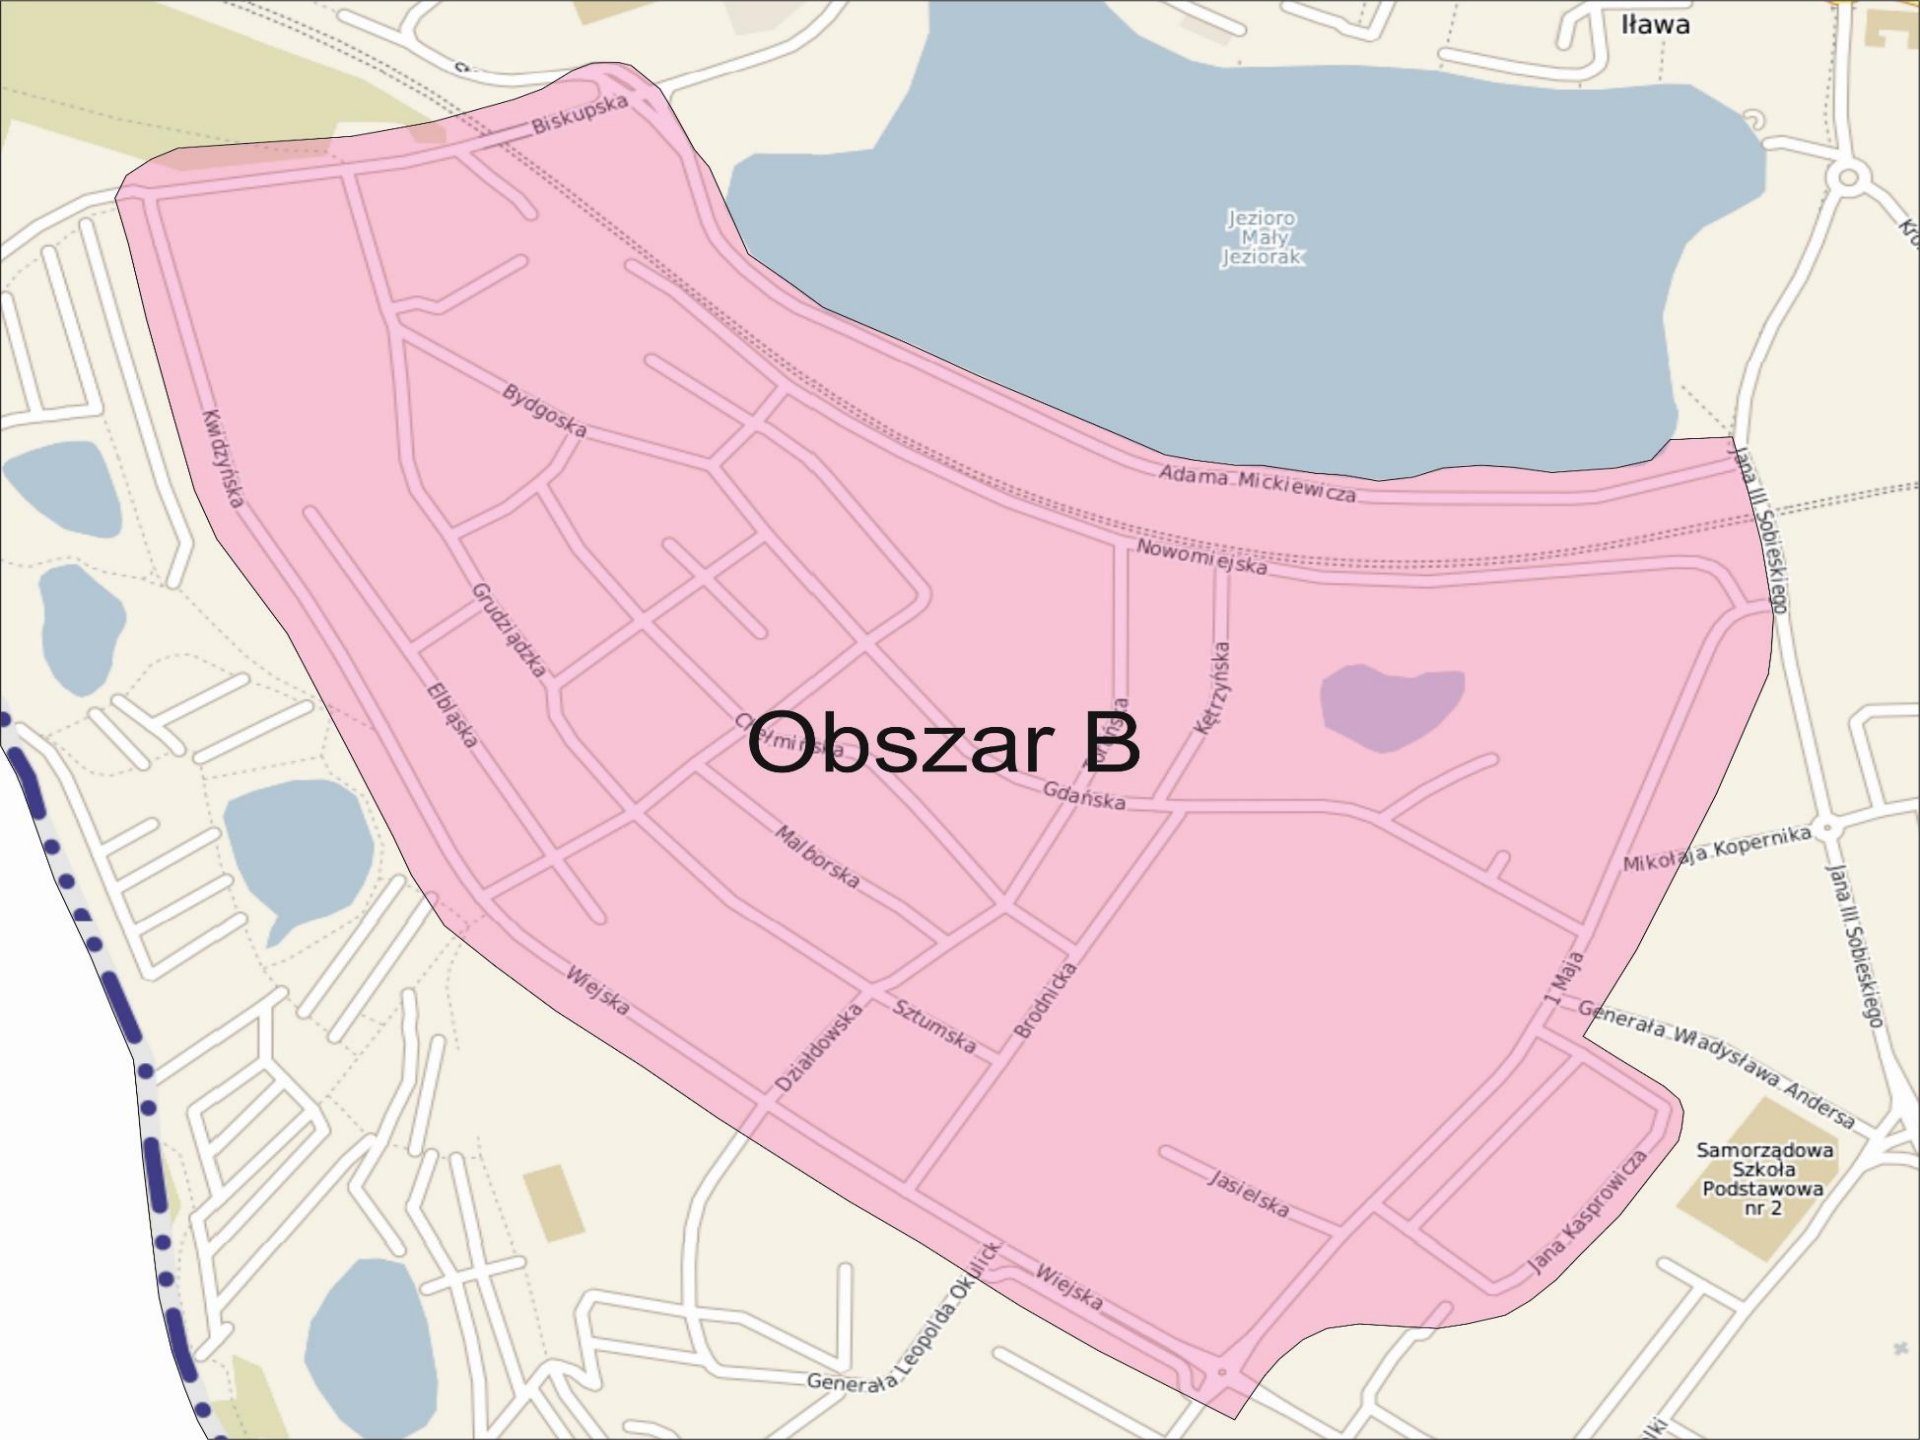 Iława
Biskupska
Jezioro
Mały
Jeziorak
Kwidzyńska
Bydgoska
Adama Mickiewicza
Jana III Sobieskiego
Nowomiejska
Grudziądzka
Kętrzyńska
Elbląska
Obszar B
Gdańska
Malborska
Mikołaja Kopernika
Jana III Sobieskiego
Wiejska
1 Maja
Brodnicka
Sztumska
Działdowska
Generała Władysława Andersa
Samorządowa
Szkoła
Podstawowa
nr 2
Jasielska
Jana Kasprowicza
Wiejska
Generała Leopolda Okulick